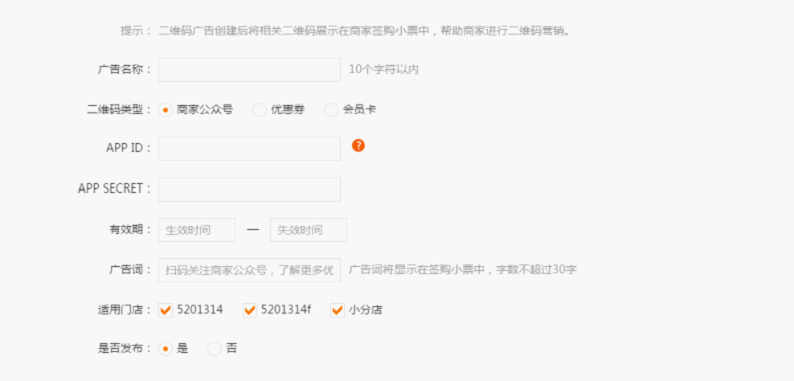 提示： 二维码广告创建后将相关二维码展示在商家签购小票中，帮助商家进行二维码营销。
广告名称： 10个字符以内
二维码类型： 商家公众号 优惠券 会员卡
APP ID： ?
APP SECRET：
有效期： 生效时间 — 失效时间
广告词： 扫码关注商家公众号，了解更多优 广告词将显示在签购小票中，字数不超过30字
适用门店： 5201314 5201314f 小分店
是否发布： 是 否